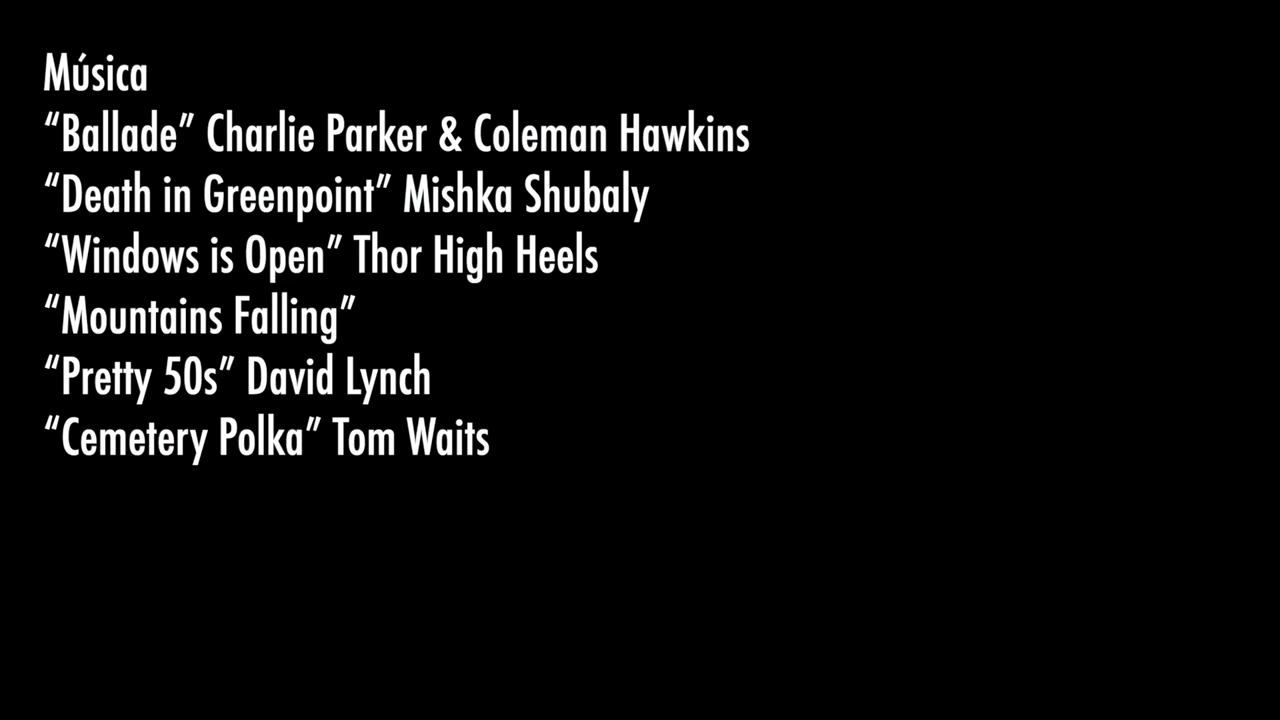 Música
“Ballade” Charlie Parker & Coleman Hawkins
“Death in Greenpoint” Mishka Shubaly
“Windows is Open” Thor High Heels
“Mountains Falling”
“Pretty 50s” David Lynch
“Cemetery Polka” Tom Waits